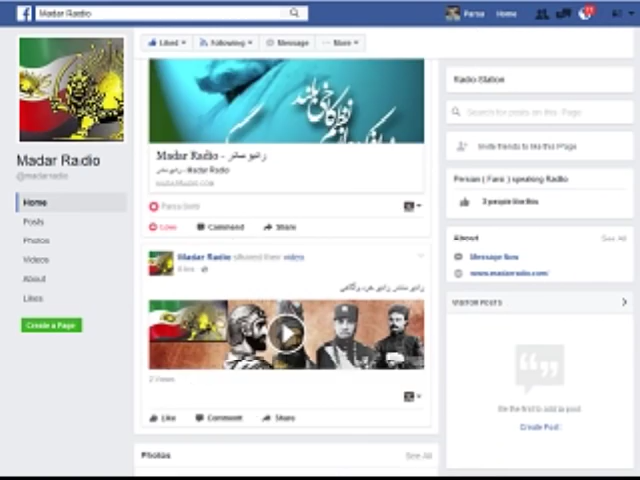 Madar Radio
Parsa Home
Liked Following Message More
Madar Radio
@madarradio
Home
Posts
Photos
Videos
About
Likes
Create a Page
Madar Radio - رادیو مادر
رادیو مادر - Madar Radio
Love Comment Share
Madar Radio shared their video
2 Views
Like Comment Share
Photos See All
Radio Station
Search for posts on this Page
Invite friends to like this Page
Persian ( Farsi ) speaking Radio
3 people like this
About See All
Message Now
www.madarradio.com/
VISITOR POSTS
Be the first to add a post
Create Post